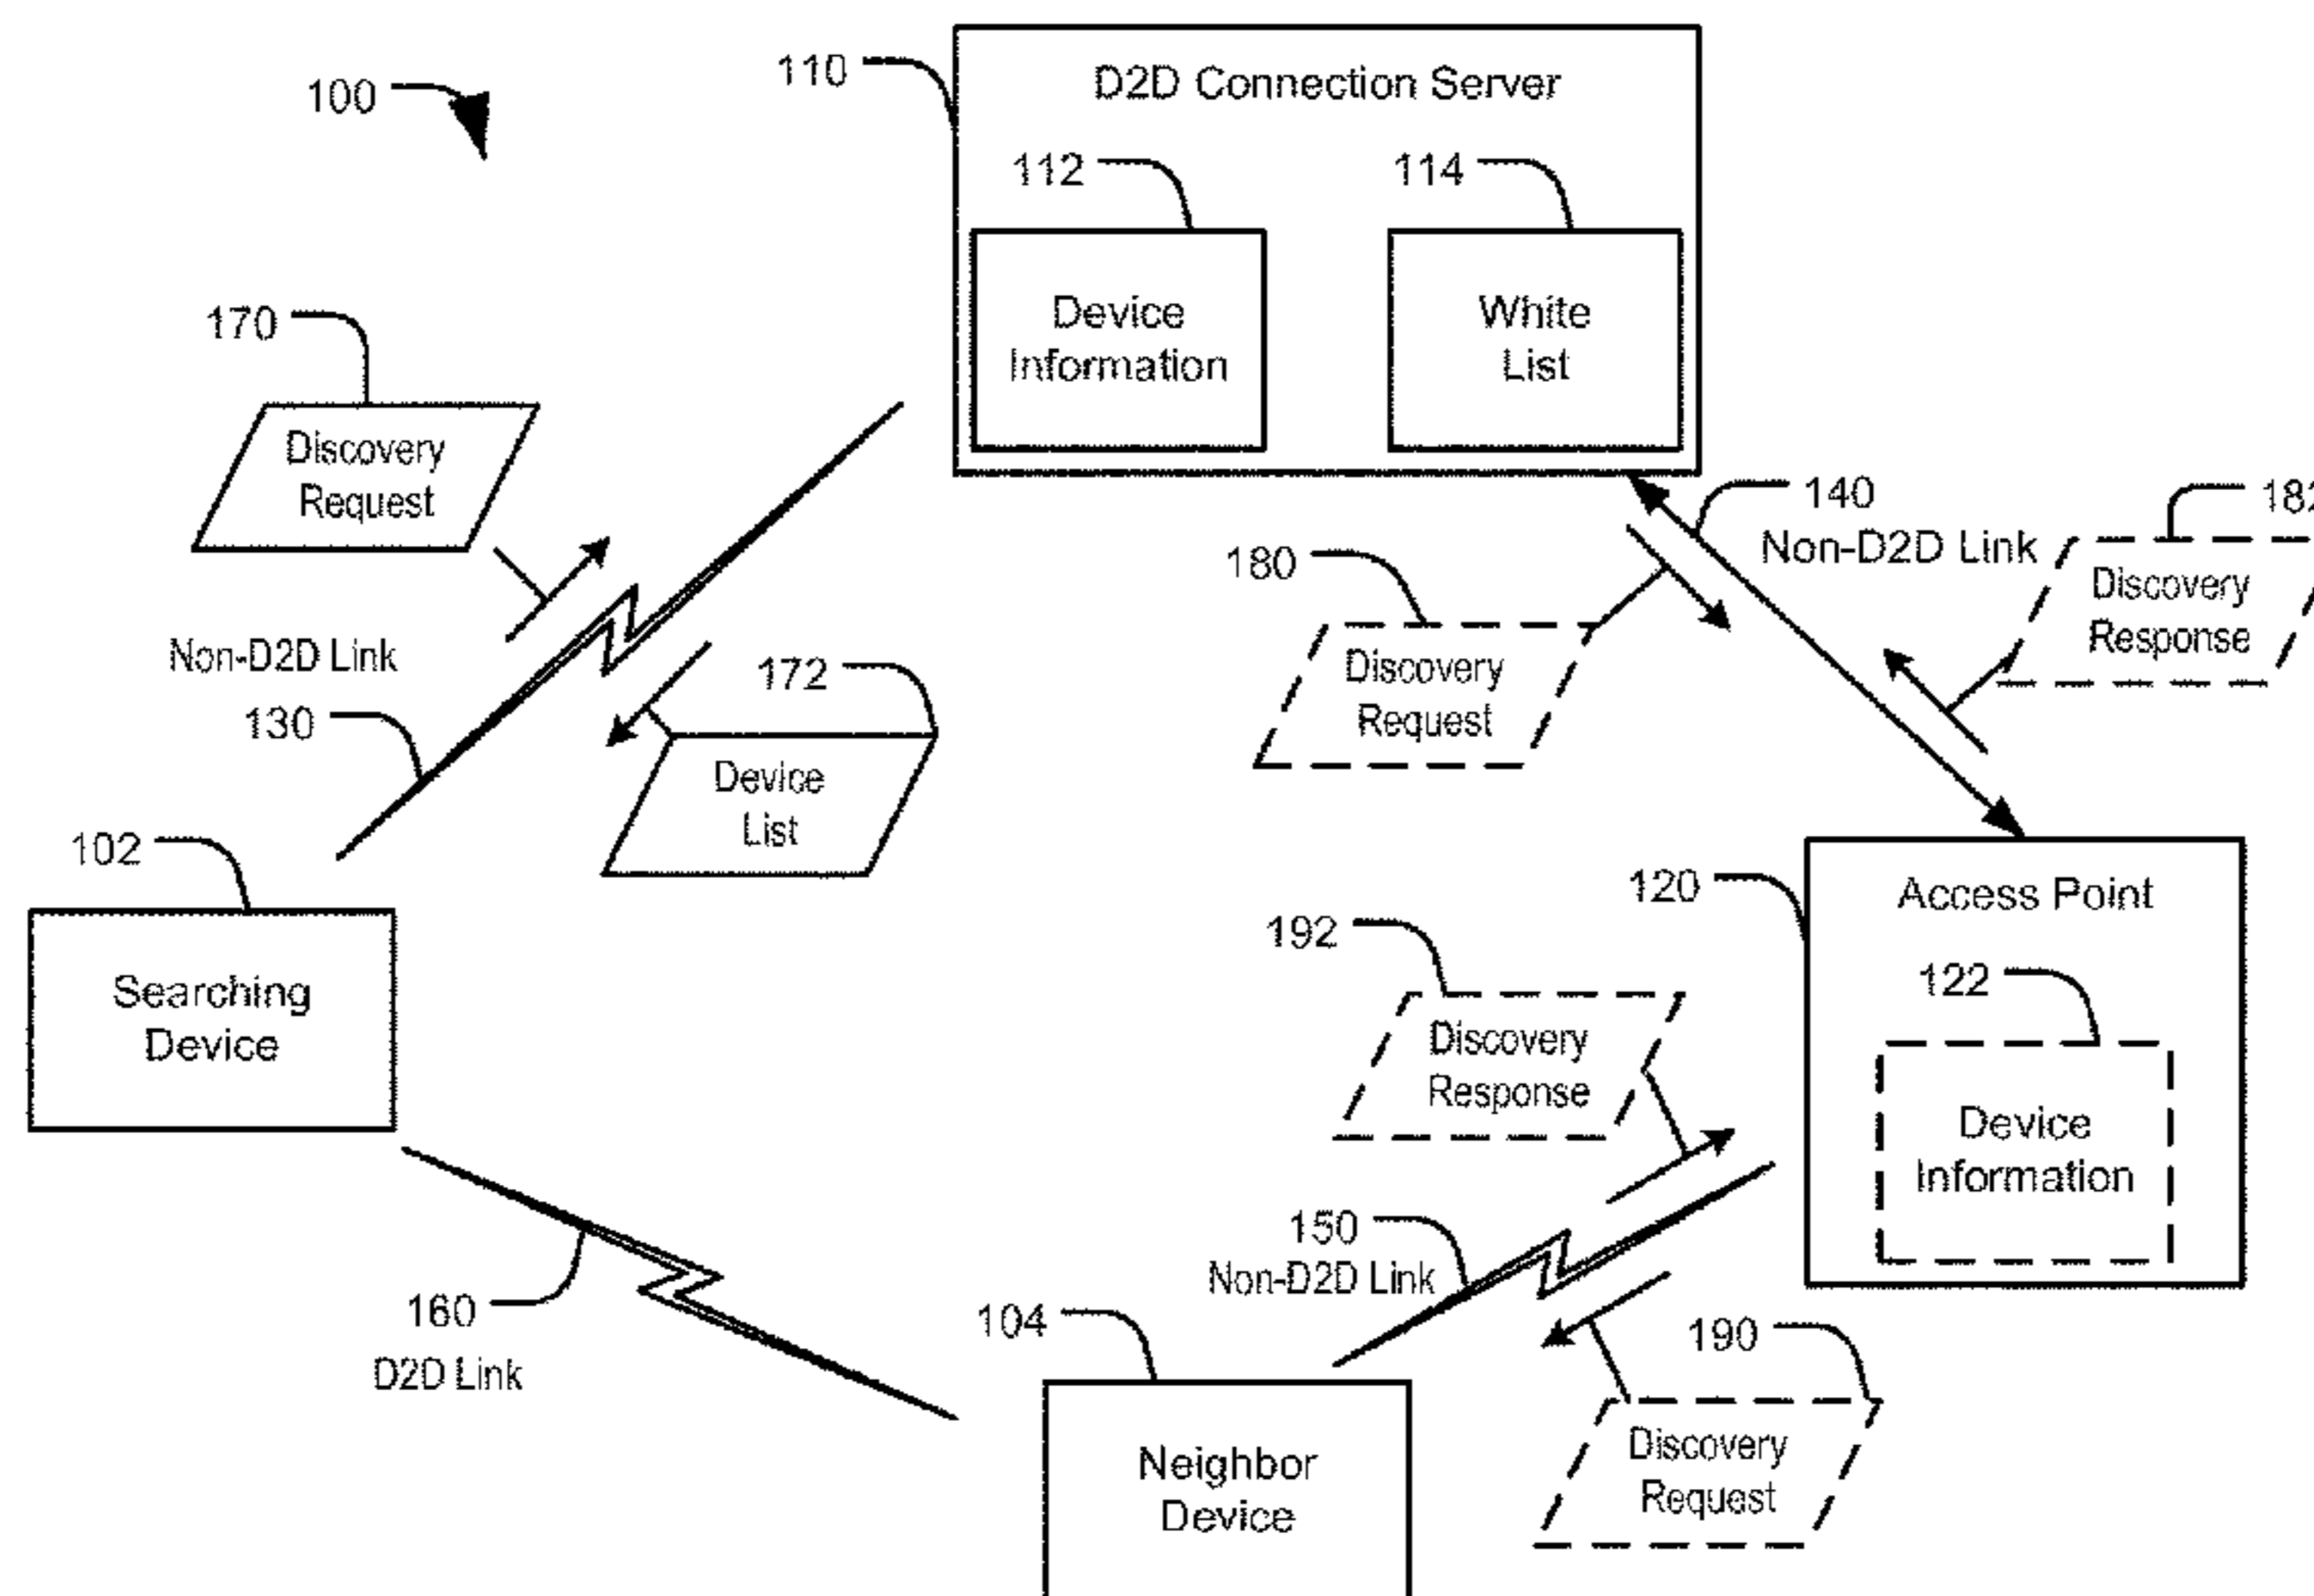 110
D2D Connection Server
100
112
114
Device
Information
White
List
170
Discovery
Request
140
Non-D2D Link
182
Discovery
Response
180
Discovery
Request
Non-D2D Link
130
172
Device
List
102
Searching
Device
120
Access Point
122
Device
Information
192
Discovery
Response
150
Non-D2D Link
160
D2D Link
104
Neighbor
Device
190
Discovery
Request